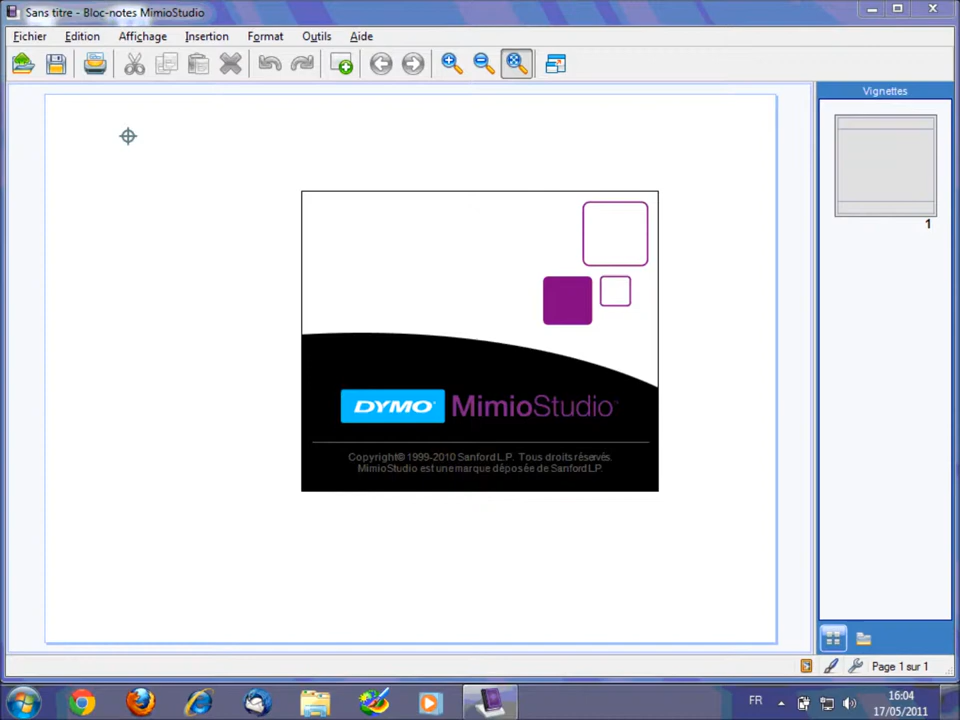 Sans titre - Bloc-notes MimioStudio
Fichier Edition Affichage Insertion Format Outils Aide
Vignettes
1
DYMO MimioStudio™
Copyright© 1999-2010 Sanford L.P. Tous droits réservés.
MimioStudio est une marque déposée de Sanford L.P.
Page 1 sur 1
FR
16:04
17/05/2011